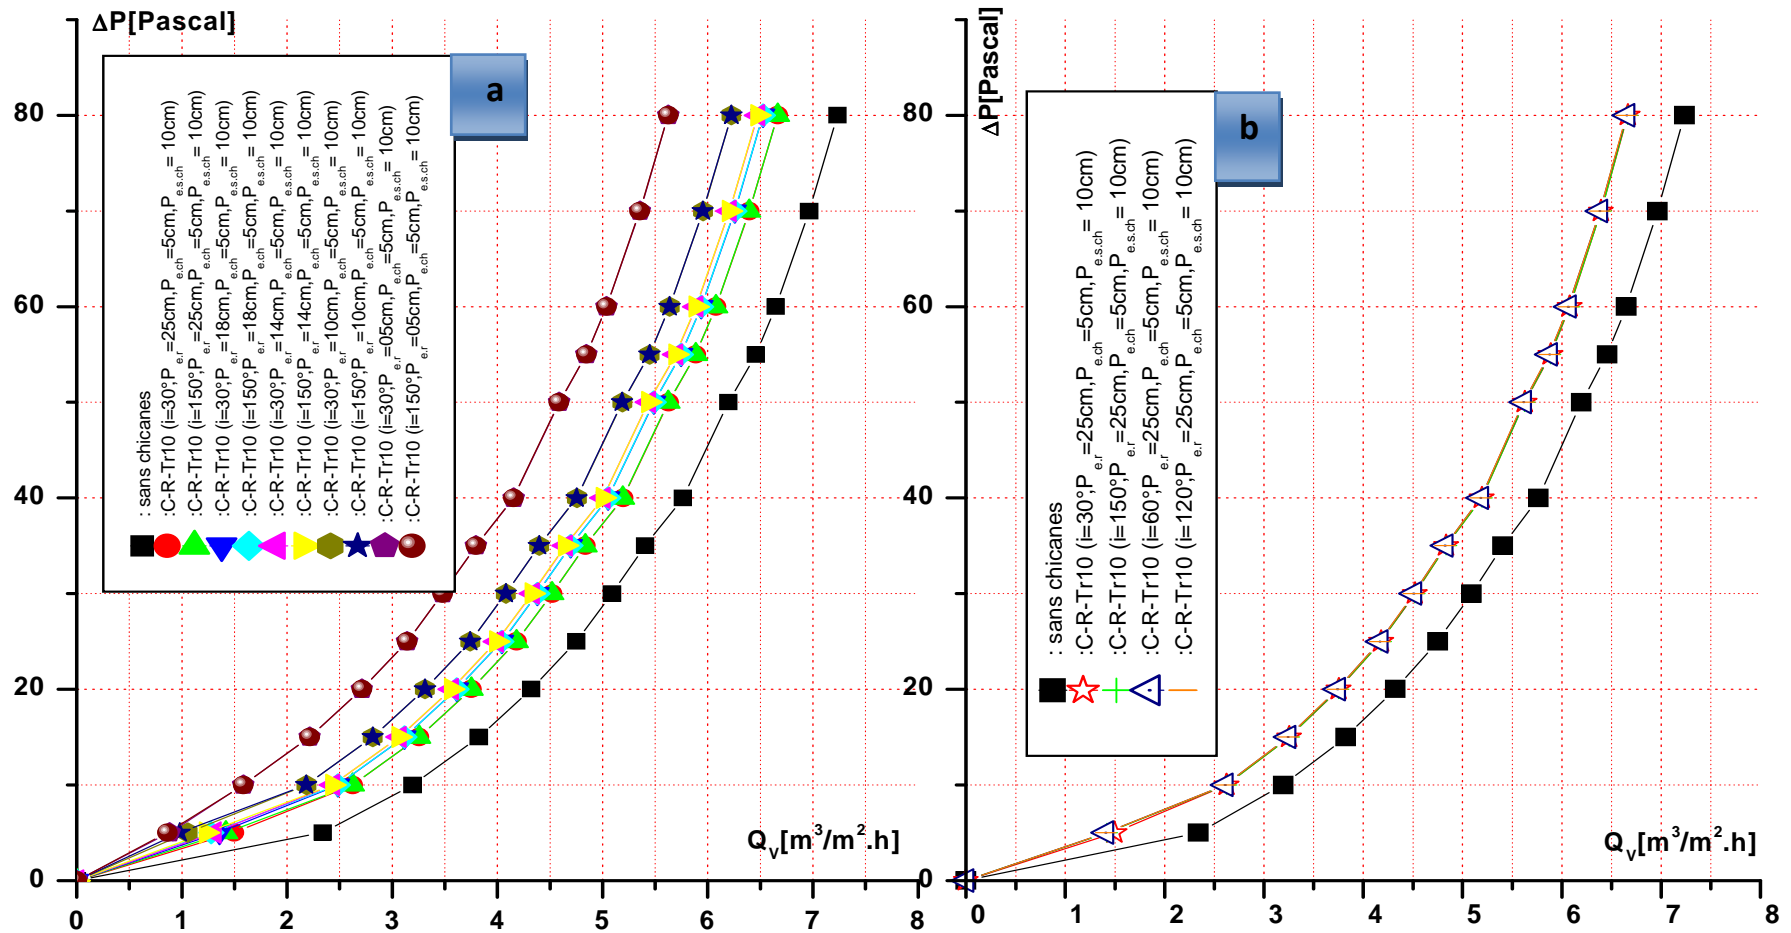 ΔP[Pascal]
a
: sans chicanes
:C-R-Tr10 (i=30°;Pe.r=25cm,Pe.ch=5cm,Pe.s.ch= 10cm)
:C-R-Tr10 (i=150°;Pe.r=25cm,Pe.ch=5cm,Pe.s.ch= 10cm)
:C-R-Tr10 (i=30°;Pe.r=18cm,Pe.ch=5cm,Pe.s.ch= 10cm)
:C-R-Tr10 (i=150°;Pe.r=18cm,Pe.ch=5cm,Pe.s.ch= 10cm)
:C-R-Tr10 (i=30°;Pe.r=14cm,Pe.ch=5cm,Pe.s.ch= 10cm)
:C-R-Tr10 (i=150°;Pe.r=14cm,Pe.ch=5cm,Pe.s.ch= 10cm)
:C-R-Tr10 (i=30°;Pe.r=10cm,Pe.ch=5cm,Pe.s.ch= 10cm)
:C-R-Tr10 (i=150°;Pe.r=10cm,Pe.ch=5cm,Pe.s.ch= 10cm)
:C-R-Tr10 (i=30°;Pe.r=05cm,Pe.ch=5cm,Pe.s.ch= 10cm)
:C-R-Tr10 (i=150°;Pe.r=05cm,Pe.ch=5cm,Pe.s.ch= 10cm)
80
60
40
20
0
0 1 2 3 4 5 6 7 8
Qv[m³/m².h]
ΔP[Pascal]
b
: sans chicanes
:C-R-Tr10 (i=30°;Pe.r=25cm,Pe.ch=5cm,Pe.s.ch= 10cm)
:C-R-Tr10 (i=150°;Pe.r=25cm,Pe.ch=5cm,Pe.s.ch= 10cm)
:C-R-Tr10 (i=60°;Pe.r=25cm,Pe.ch=5cm,Pe.s.ch= 10cm)
:C-R-Tr10 (i=120°;Pe.r=25cm,Pe.ch=5cm,Pe.s.ch= 10cm)
80
60
40
20
0
0 1 2 3 4 5 6 7 8
Qv[m³/m².h]